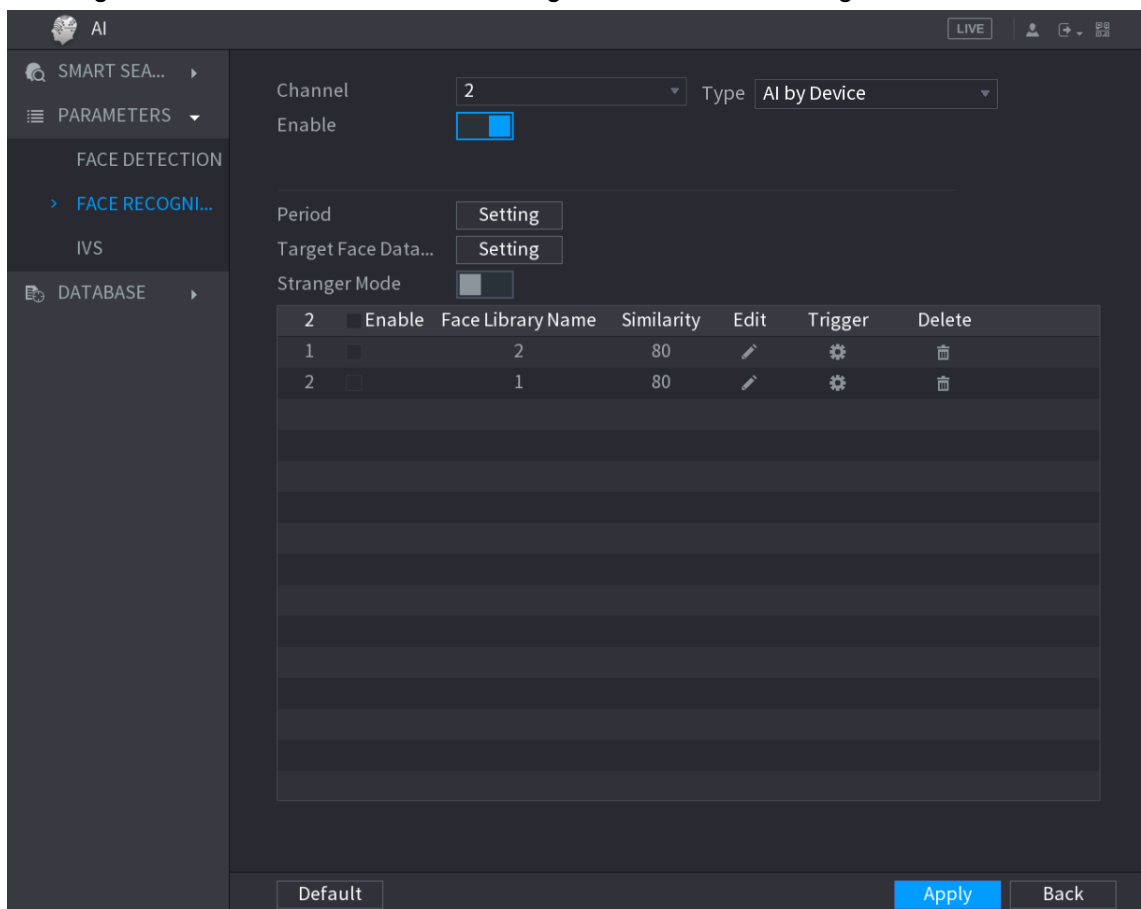 AI
LIVE
SMART SEA...
PARAMETERS
FACE DETECTION
FACE RECOGNI...
IVS
DATABASE
Channel 2 Type AI by Device
Enable
Period Setting
Target Face Data... Setting
Stranger Mode
2 Enable Face Library Name Similarity Edit Trigger Delete
1 2 80
2 1 80
Default Apply Back